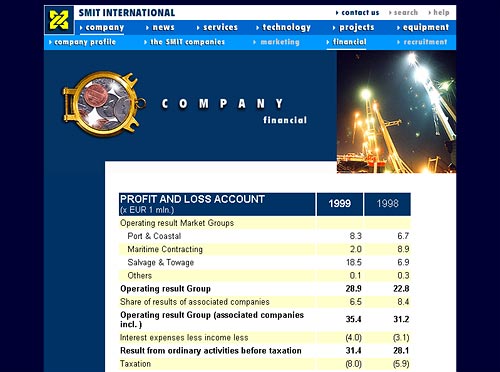 SMIT INTERNATIONAL
contact us search help
company news services technology projects equipment
company profile the SMIT companies marketing financial recruitment
COMPANY
financial
PROFIT AND LOSS ACCOUNT 1999 1998
(x EUR 1 mln.)
Operating result Market Groups
Port & Coastal 8.3 6.7
Maritime Contracting 2.0 8.9
Salvage & Towage 18.5 6.9
Others 0.1 0.3
Operating result Group 28.9 22.8
Share of results of associated companies 6.5 8.4
Operating result Group (associated companies
incl. ) 35.4 31.2
Interest expenses less income less (4.0) (3.1)
Result from ordinary activities before taxation 31.4 28.1
Taxation (8.0) (5.9)